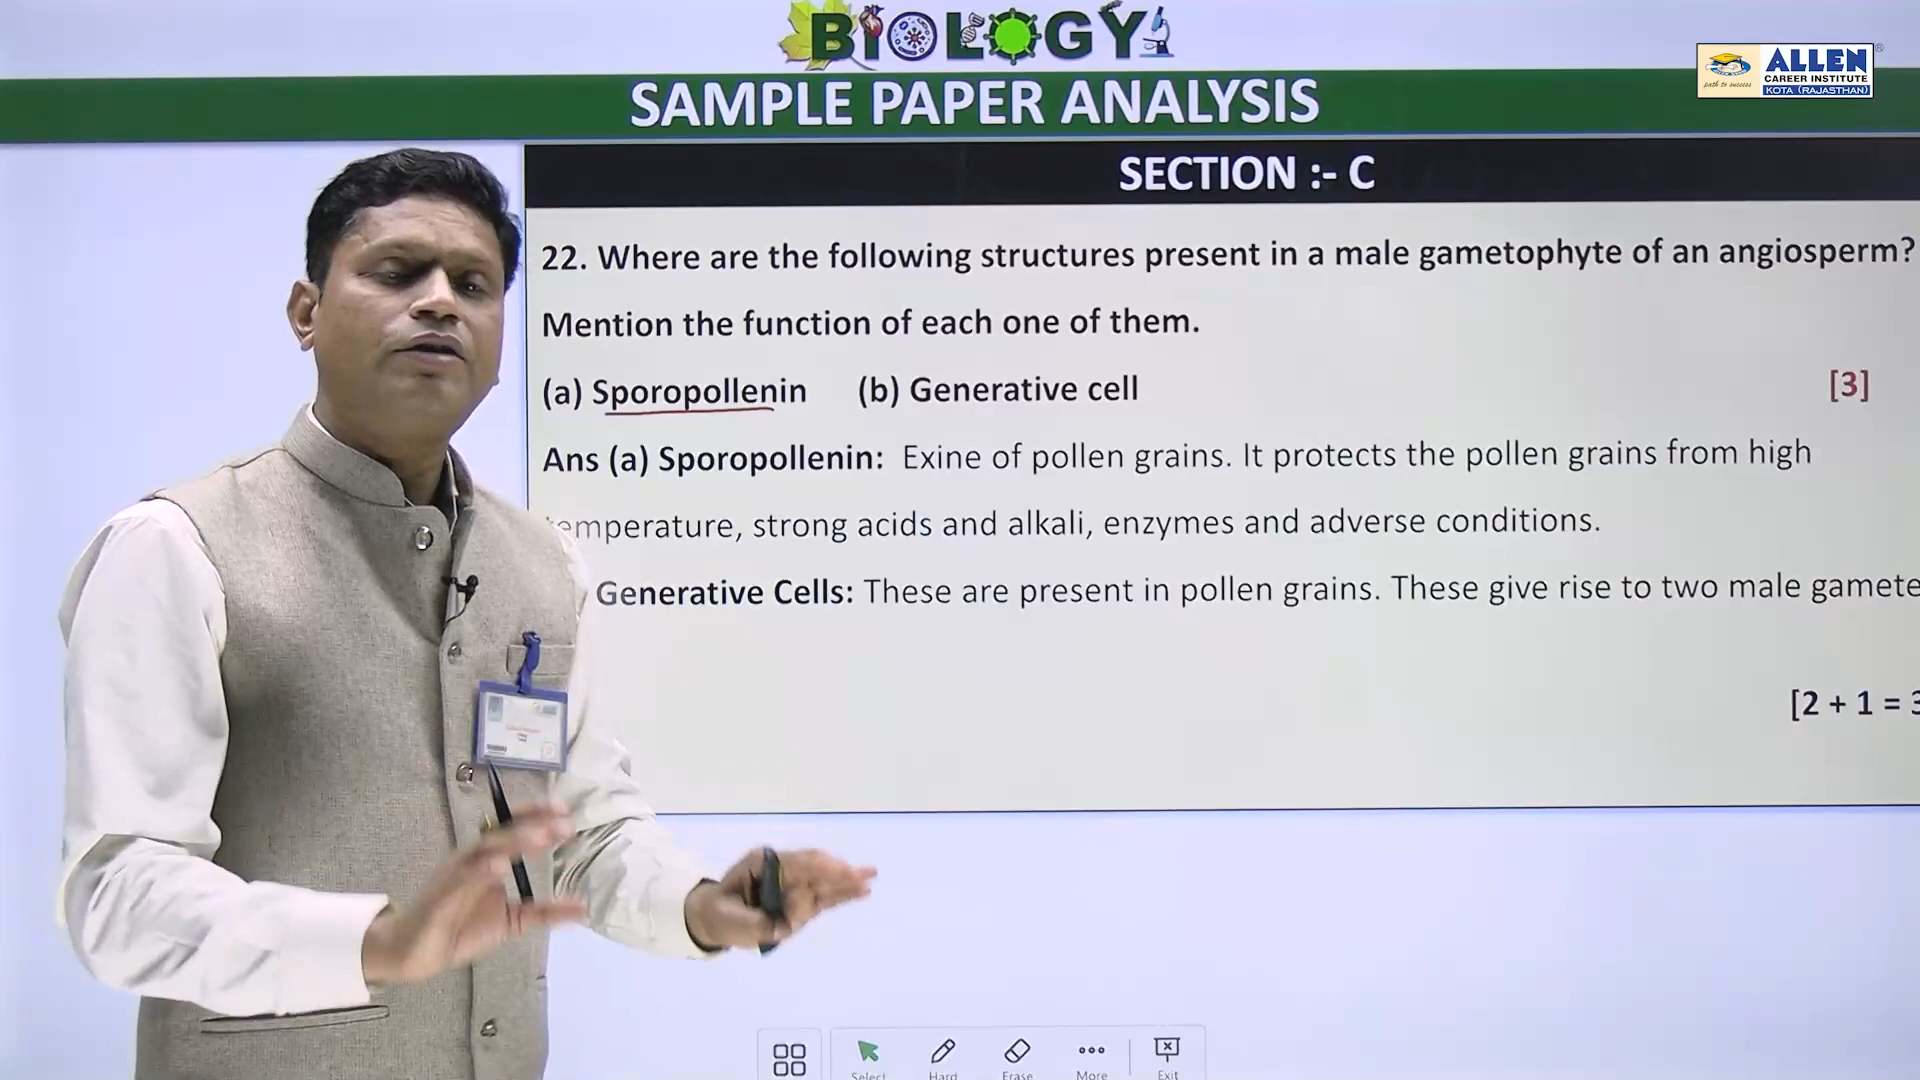 BIOLOGY
ALLEN
CAREER INSTITUTE
KOTA (RAJASTHAN)
path to success
®
SAMPLE PAPER ANALYSIS
SECTION :- C
22. Where are the following structures present in a male gametophyte of an angiosperm?
Mention the function of each one of them.
(a) Sporopollenin (b) Generative cell [3]
Ans (a) Sporopollenin: Exine of pollen grains. It protects the pollen grains from high
emperature, strong acids and alkali, enzymes and adverse conditions.
Generative Cells: These are present in pollen grains. These give rise to two male gamete
[2 + 1 = 3
Select Hard Erase More Exit